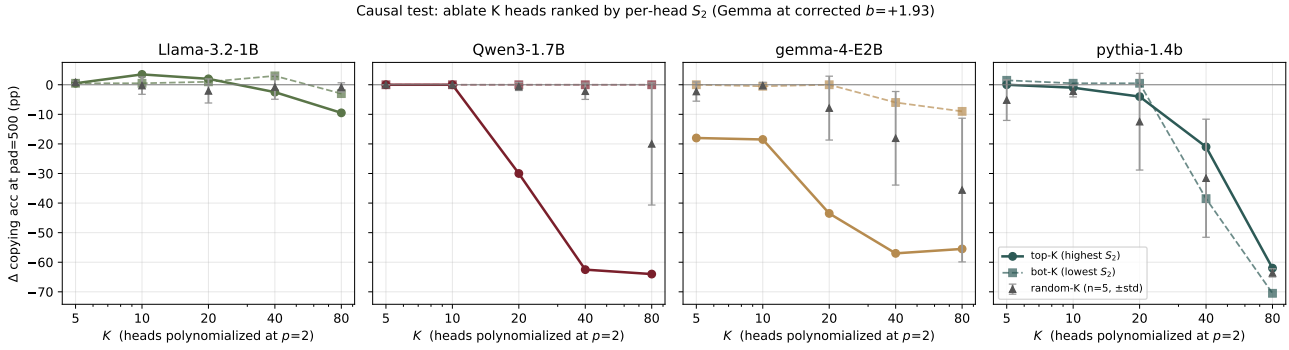 Causal test: ablate K heads ranked by per-head S₂ (Gemma at corrected b=+1.93)
Llama-3.2-1B
Qwen3-1.7B
gemma-4-E2B
pythia-1.4b
Δ copying acc at pad=500 (pp)
0
−10
−20
−30
−40
−50
−60
−70
5 10 20 40 80
5 10 20 40 80
5 10 20 40 80
5 10 20 40 80
K (heads polynomialized at p=2)
K (heads polynomialized at p=2)
K (heads polynomialized at p=2)
K (heads polynomialized at p=2)
top-K (highest S₂)
bot-K (lowest S₂)
random-K (n=5, ±std)